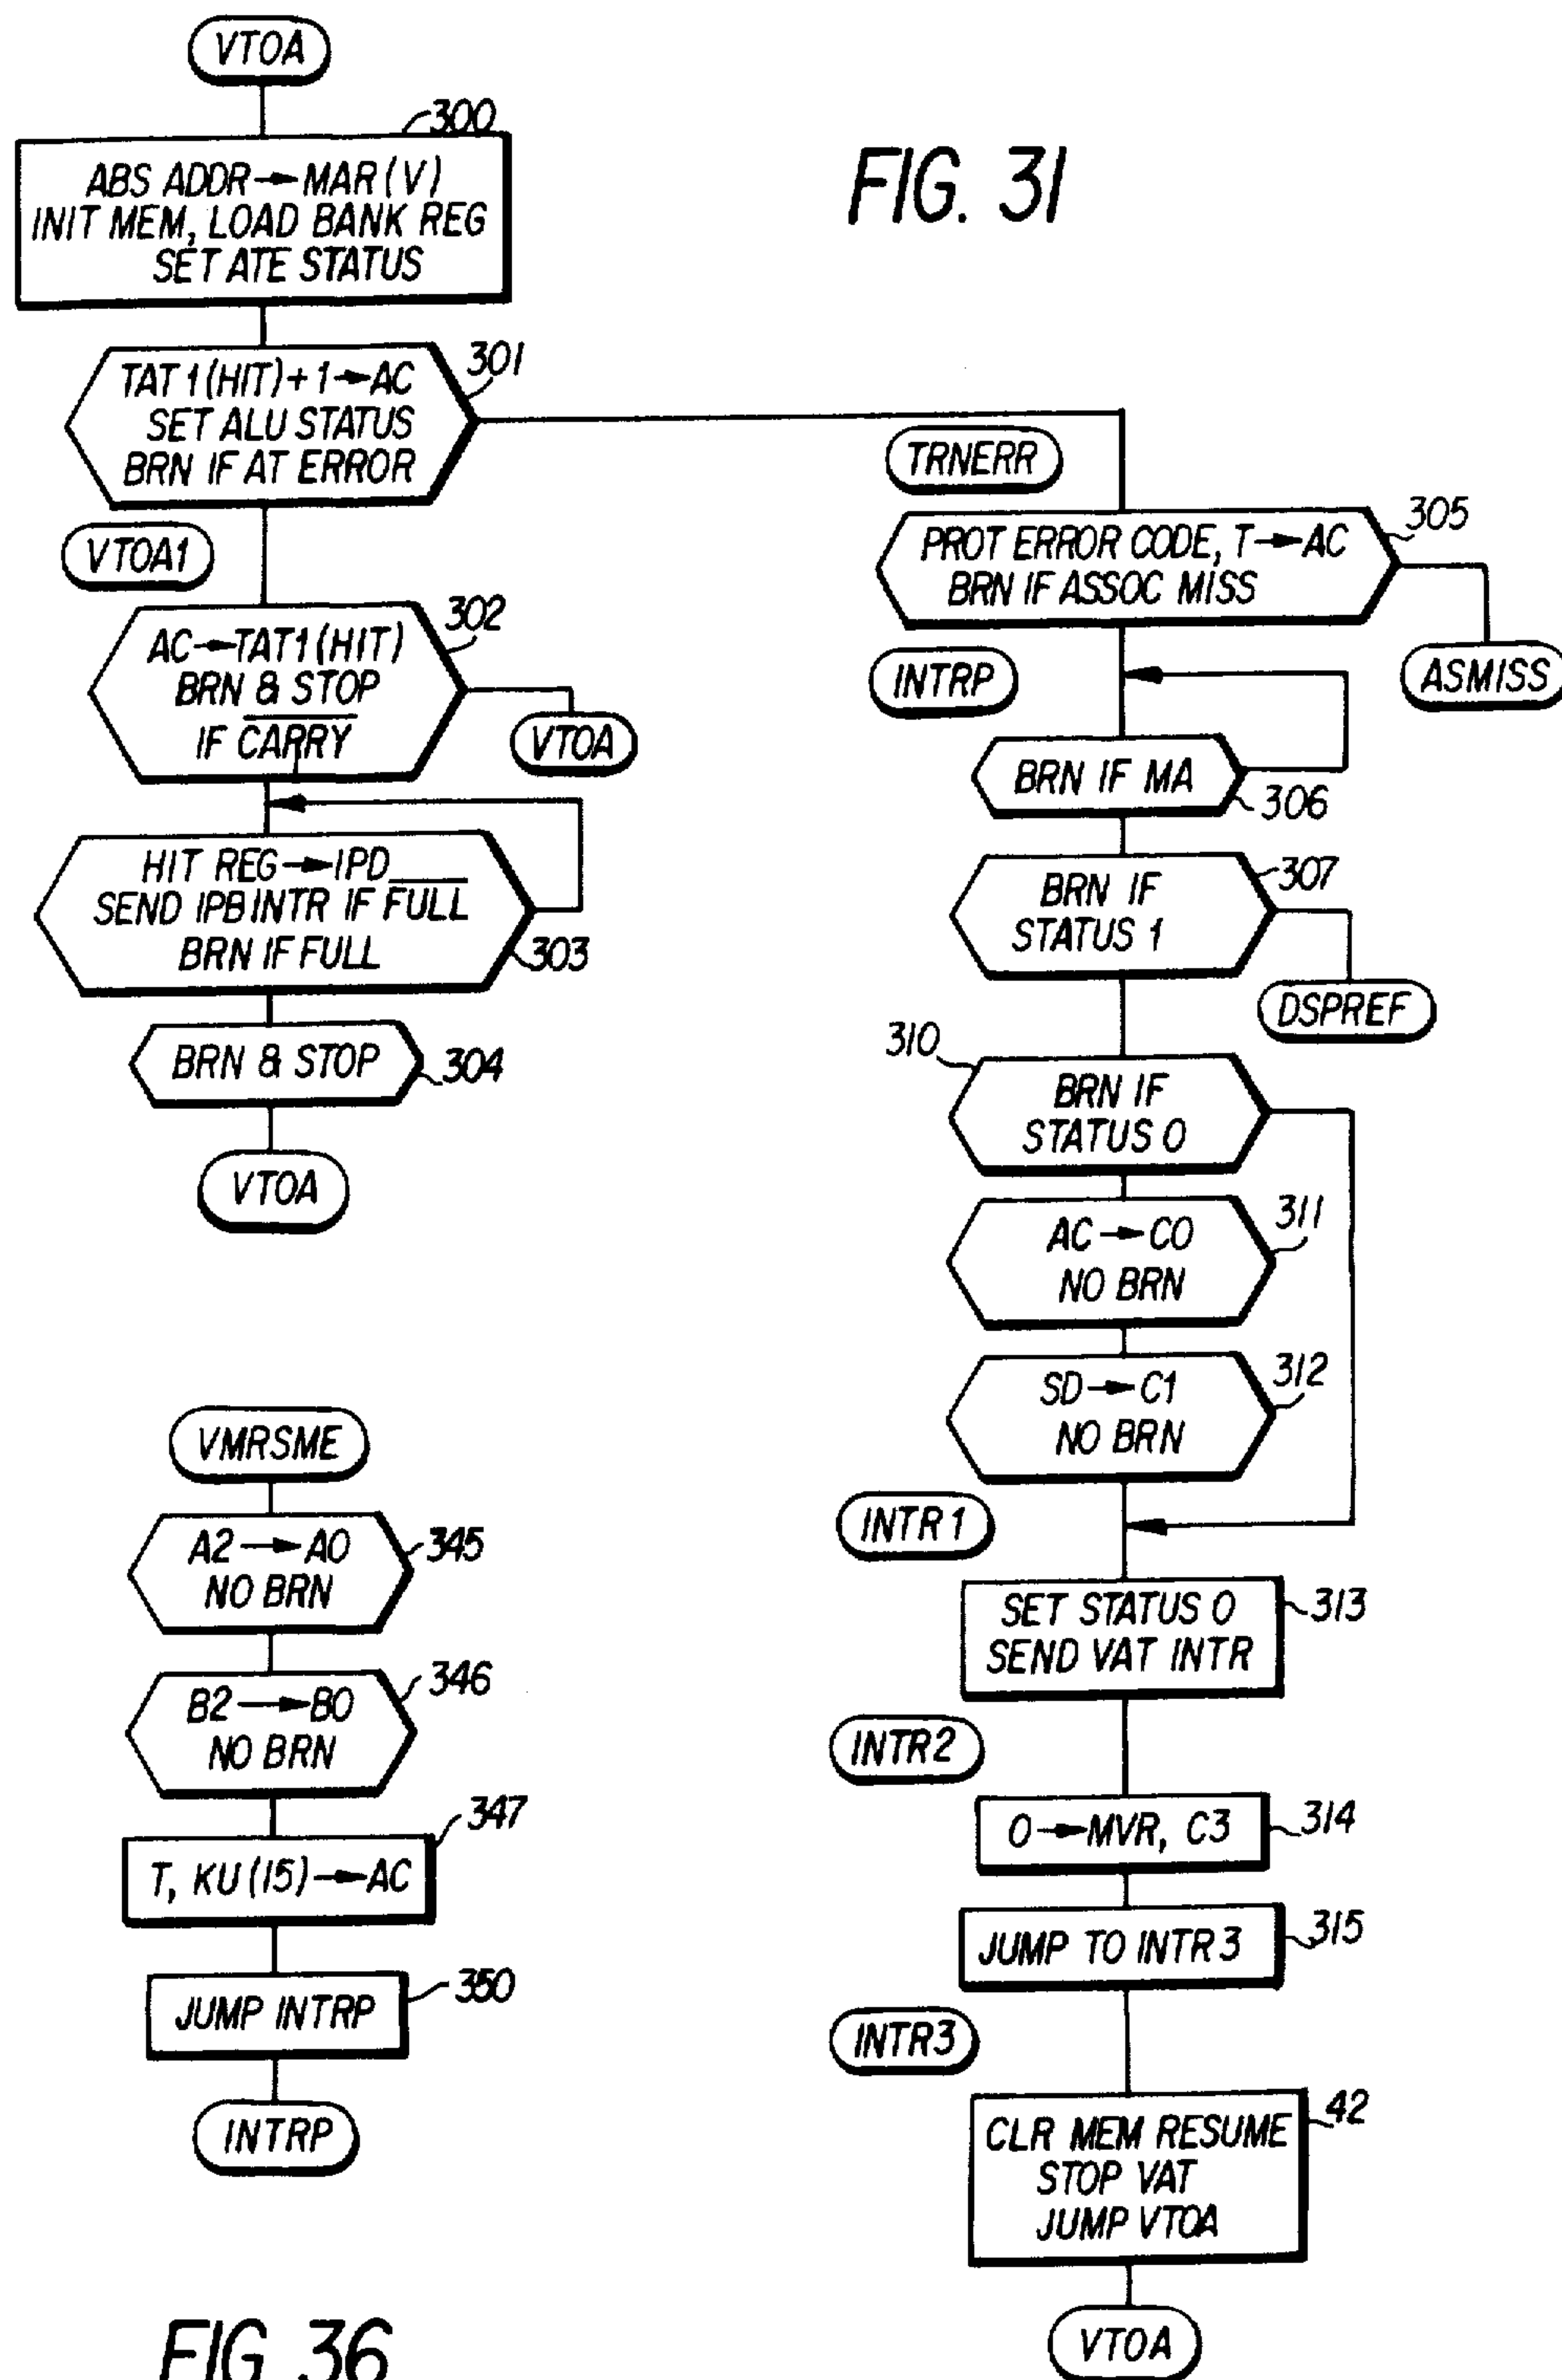 VTOA
300
ABS ADDR→MAR(V)
INIT MEM, LOAD BANK REG
SET ATE STATUS
FIG. 31
301
TAT 1(HIT)+1→AC
SET ALU STATUS
BRN IF AT ERROR
VTOA1
302
AC→TAT1(HIT)
BRN & STOP
IF CARRY
VTOA
HIT REG→IPD
SEND IPB INTR IF FULL
BRN IF FULL
303
BRN & STOP
304
VTOA
TRNERR
305
PROT ERROR CODE, T→AC
BRN IF ASSOC MISS
INTRP
ASMISS
BRN IF MA
306
307
BRN IF
STATUS 1
DSPREF
310
BRN IF
STATUS 0
311
AC→C0
NO BRN
312
SD→C1
NO BRN
INTR1
SET STATUS 0
SEND VAT INTR
313
INTR2
0→MVR, C3
314
JUMP TO INTR3
315
INTR3
42
CLR MEM RESUME
STOP VAT
JUMP VTOA
VTOA
VMRSME
A2→A0
NO BRN
345
B2→B0
NO BRN
346
347
T, KU(15)→AC
JUMP INTRP
350
INTRP
FIG. 36